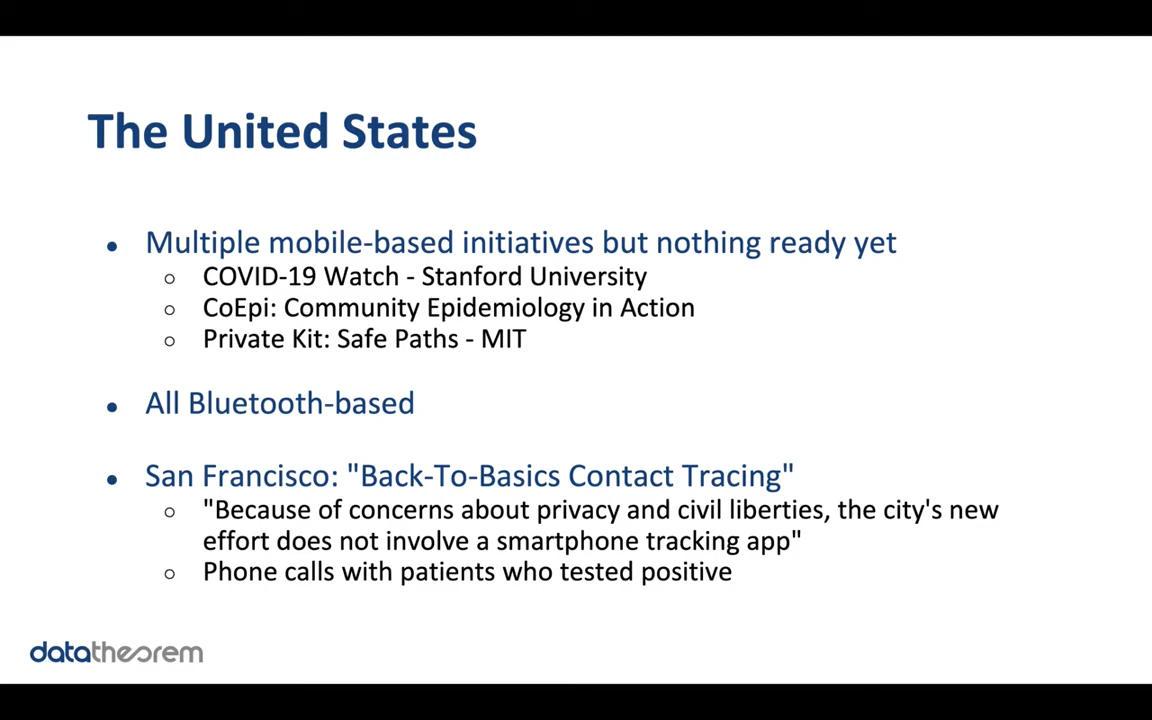 The United States
● Multiple mobile-based initiatives but nothing ready yet
○ COVID-19 Watch - Stanford University
○ CoEpi: Community Epidemiology in Action
○ Private Kit: Safe Paths - MIT
● All Bluetooth-based
● San Francisco: "Back-To-Basics Contact Tracing"
○ "Because of concerns about privacy and civil liberties, the city's new
effort does not involve a smartphone tracking app"
○ Phone calls with patients who tested positive
datatheorem